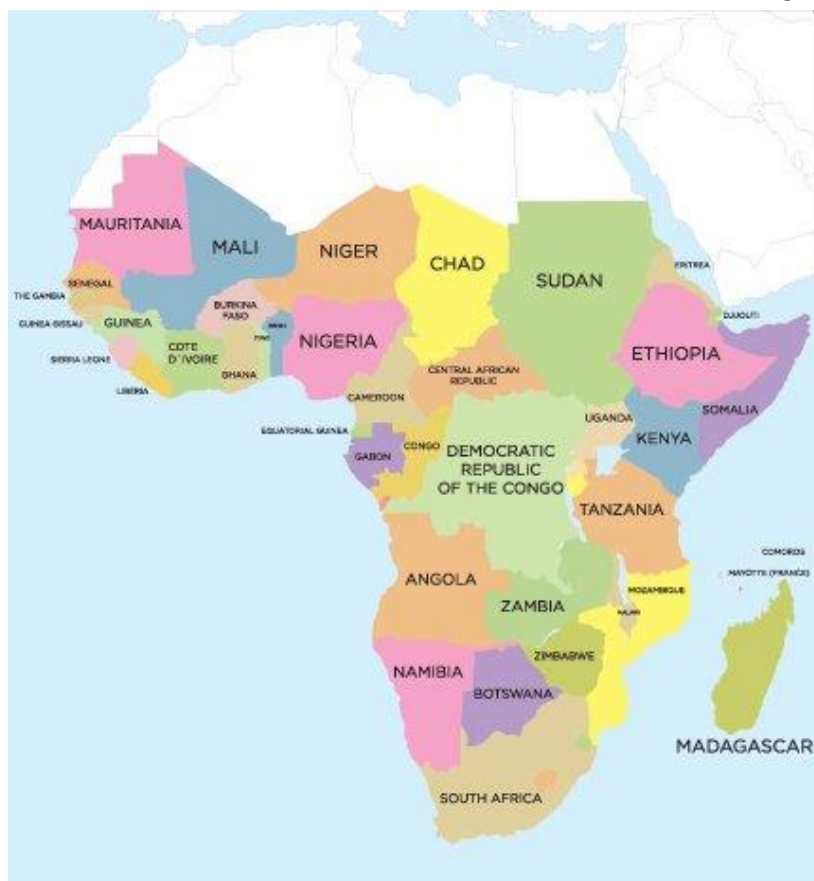 MAURITANIA
MALI
NIGER
CHAD
SUDAN
ERITREA
SENEGAL
THE GAMBIA
DJIJOUTI
GUINEA-BISSAU
GUINEA
BURKINA
FASO
BENIN
NIGERIA
ETHIOPIA
SIERRA LEONE
COTE
D´IVOIRE
GHANA
CENTRAL AFRICAN
REPUBLIC
LIBERIA
CAMEROON
SOMALIA
UGANDA
KENYA
EQUATORIAL GUINEA
GABON
CONGO
DEMOCRATIC
REPUBLIC
OF THE CONGO
TANZANIA
COMOROS
MAYOTTE (FRANCE)
ANGOLA
MOZAMBIQUE
ZAMBIA
MALAWI
ZIMBABWE
NAMIBIA
BOTSWANA
MADAGASCAR
SOUTH AFRICA